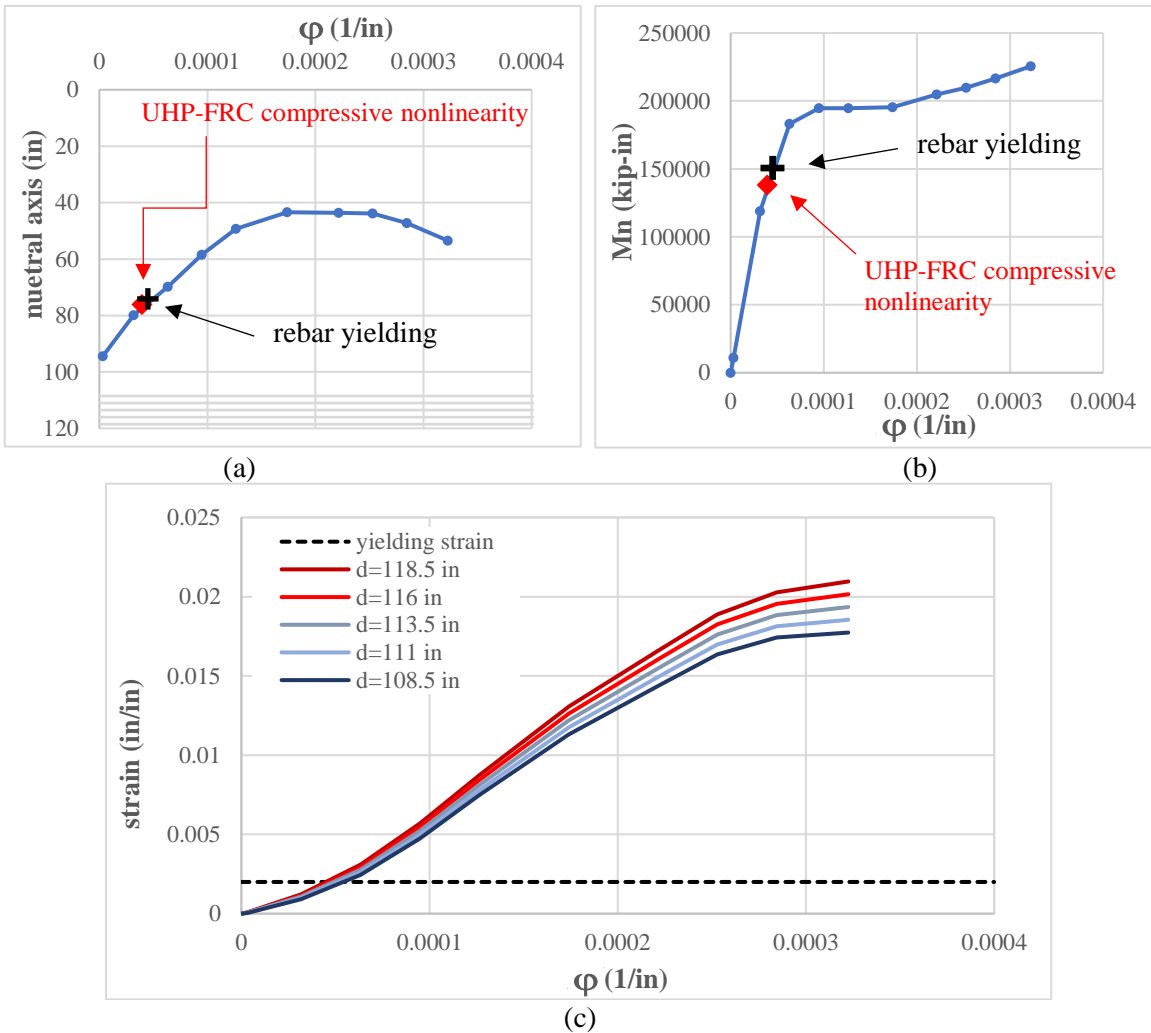 φ (1/in)
0
0.0001
0.0002
0.0003
0.0004
0
20
40
60
80
100
120
nuetral axis (in)
UHP-FRC compressive nonlinearity
rebar yielding
(a)
250000
200000
150000
100000
50000
0
Mn (kip-in)
rebar yielding
UHP-FRC compressive
nonlinearity
0
0.0001
0.0002
0.0003
0.0004
φ (1/in)
(b)
0.025
0.02
0.015
0.01
0.005
0
strain (in/in)
yielding strain
d=118.5 in
d=116 in
d=113.5 in
d=111 in
d=108.5 in
0
0.0001
0.0002
0.0003
0.0004
φ (1/in)
(c)